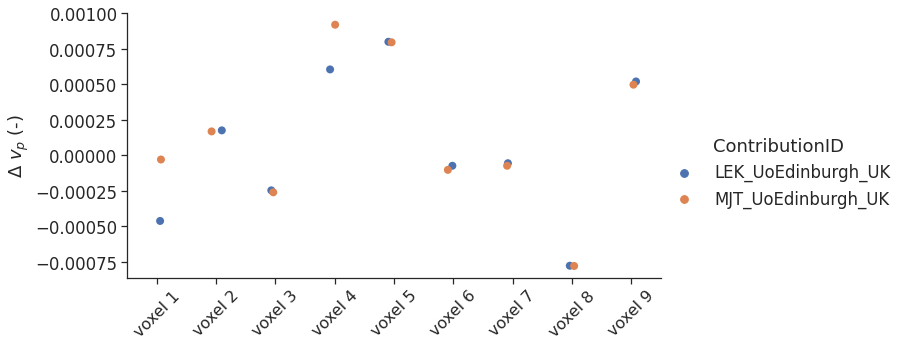 0.00100
0.00075
0.00050
0.00025
0.00000
−0.00025
−0.00050
−0.00075
Δ v_p (-)
voxel 1
voxel 2
voxel 3
voxel 4
voxel 5
voxel 6
voxel 7
voxel 8
voxel 9
ContributionID
LEK_UoEdinburgh_UK
MJT_UoEdinburgh_UK